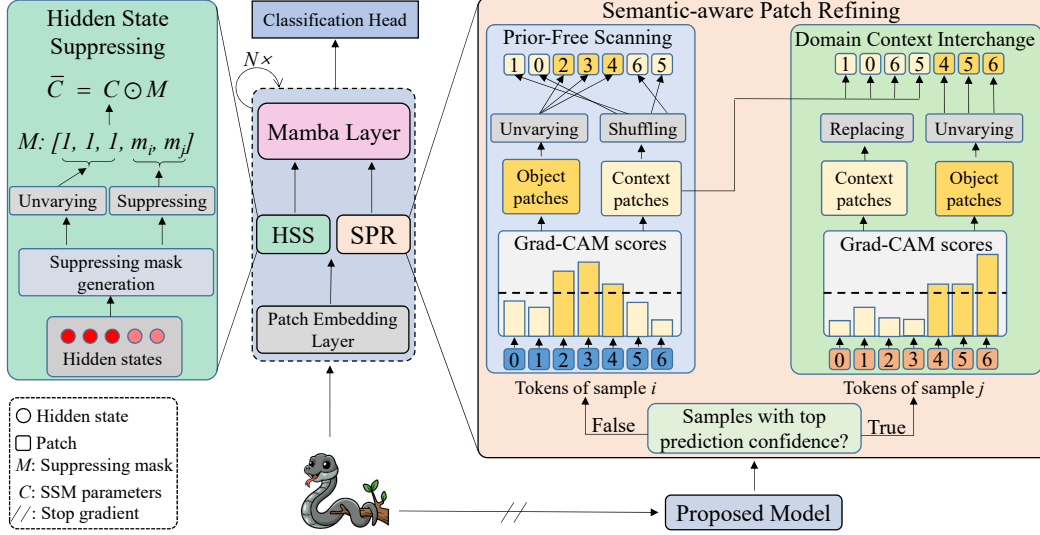 Hidden State
Suppressing
C̅ = C ⊙ M
M: [1, 1, 1, mᵢ, mⱼ]
Unvarying
Suppressing
Suppressing mask
generation
Hidden states
Hidden state
Patch
M: Suppressing mask
C: SSM parameters
//: Stop gradient
Classification Head
N×
Mamba Layer
HSS
SPR
Patch Embedding
Layer
Semantic-aware Patch Refining
Prior-Free Scanning
1 0 2 3 4 6 5
Unvarying
Shuffling
Object
patches
Context
patches
Grad-CAM scores
0 1 2 3 4 5 6
Tokens of sample i
Domain Context Interchange
1 0 6 5 4 5 6
Replacing
Unvarying
Context
patches
Object
patches
Grad-CAM scores
0 1 2 3 4 5 6
Tokens of sample j
False
Samples with top
prediction confidence?
True
//
Proposed Model